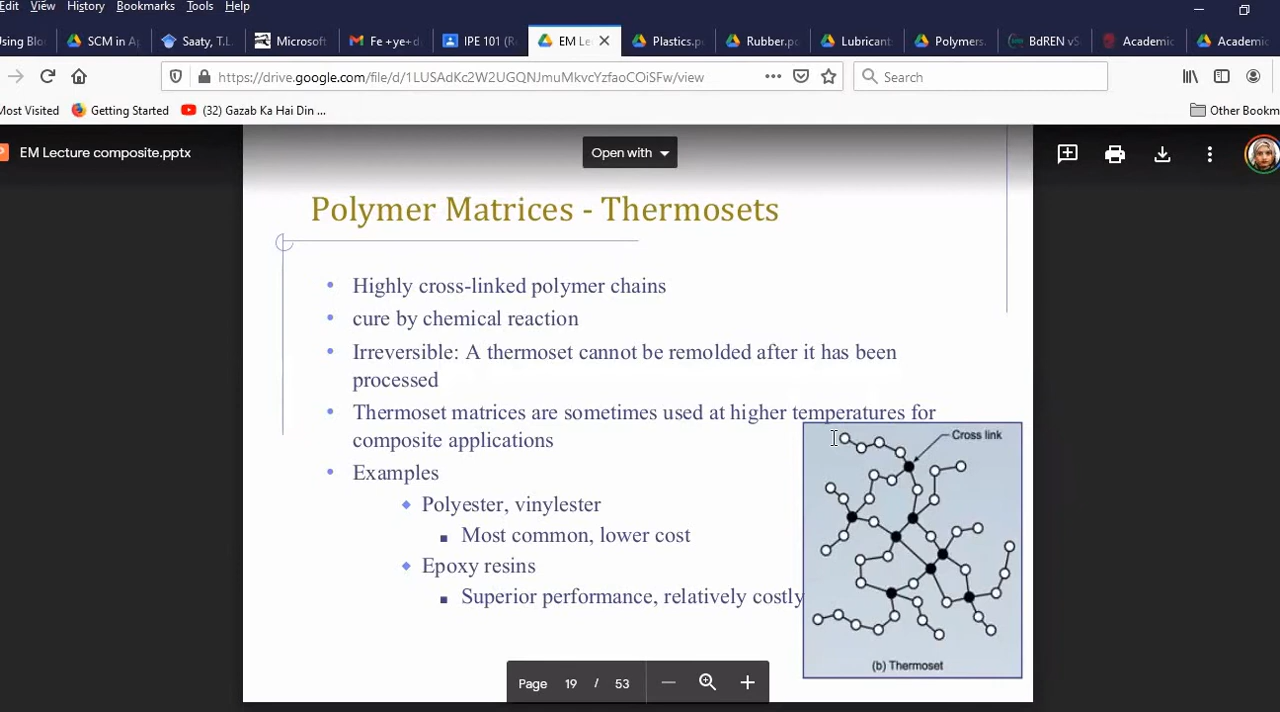 Edit View History Bookmarks Tools Help
sing Blo SCM in Ap Saaty, T.L. Microsoft Fe +ye+d IPE 101 (R EM Le Plastics.p Rubber.pp Lubricant Polymers. BdREN vS Academic Academic
https://drive.google.com/file/d/1LUSAdKc2W2UGQNJmuMkvcYzfaoCOiSFw/view Search
Most Visited Getting Started (32) Gazab Ka Hai Din ... Other Bookm
EM Lecture composite.pptx Open with
Polymer Matrices - Thermosets
• Highly cross-linked polymer chains
• cure by chemical reaction
• Irreversible: A thermoset cannot be remolded after it has been
processed
• Thermoset matrices are sometimes used at higher temperatures for
composite applications
• Examples
Polyester, vinylester
Most common, lower cost
Epoxy resins
Superior performance, relatively costly
Cross link
(b) Thermoset
Page 19 / 53